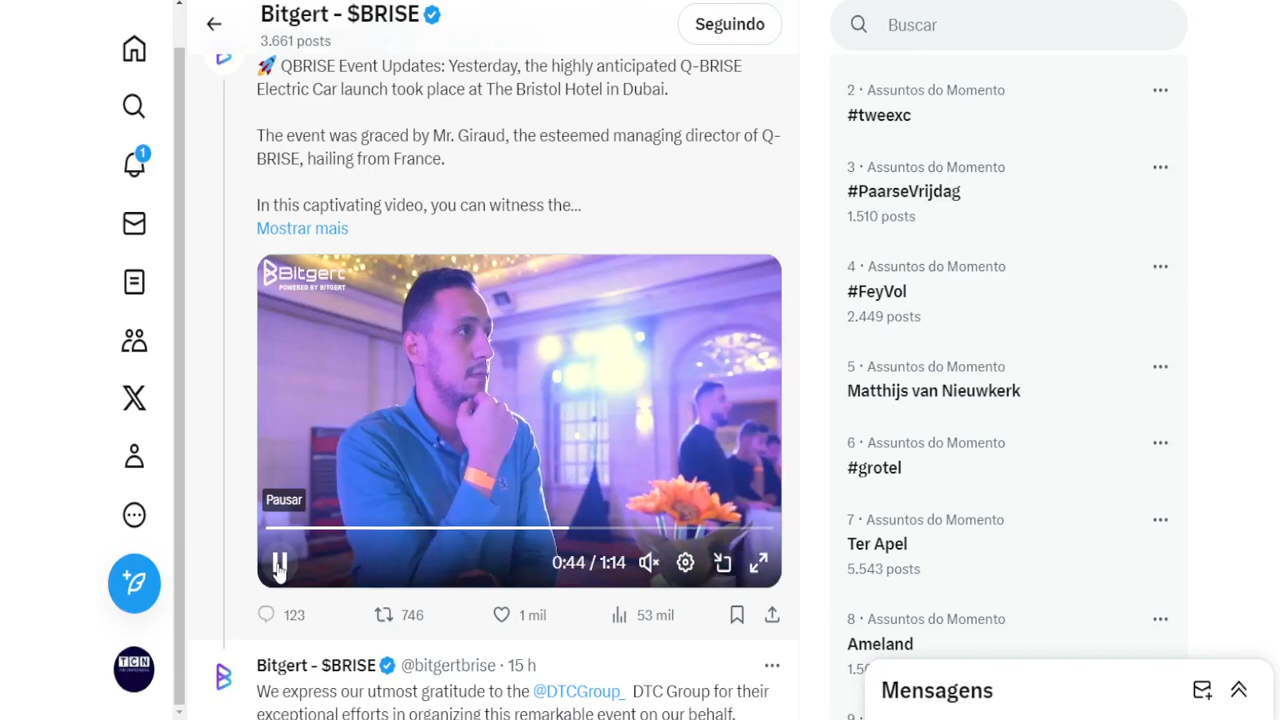 Bitgert - $BRISE
3.661 posts
Seguindo
🚀 QBRISE Event Updates: Yesterday, the highly anticipated Q-BRISE
Electric Car launch took place at The Bristol Hotel in Dubai.
The event was graced by Mr. Giraud, the esteemed managing director of Q-
BRISE, hailing from France.
In this captivating video, you can witness the...
Mostrar mais
Bitgert
POWERED BY BITGERT
Pausar
0:44 / 1:14
123
746
1 mil
53 mil
Bitgert - $BRISE @bitgertbrise · 15 h
We express our utmost gratitude to the @DTCGroup_ DTC Group for their
exceptional efforts in organizing this remarkable event on our behalf.
1
TCN
Buscar
2 · Assuntos do Momento
#tweexc
3 · Assuntos do Momento
#PaarseVrijdag
1.510 posts
4 · Assuntos do Momento
#FeyVol
2.449 posts
5 · Assuntos do Momento
Matthijs van Nieuwkerk
6 · Assuntos do Momento
#grotel
7 · Assuntos do Momento
Ter Apel
5.543 posts
8 · Assuntos do Momento
Ameland
Mensagens